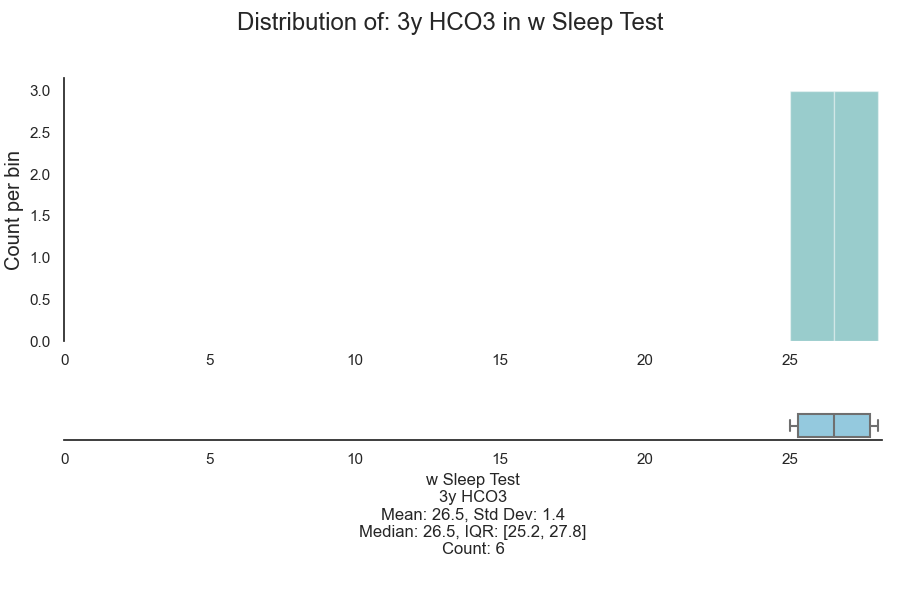 Distribution of: 3y HCO3 in w Sleep Test
Count per bin
3.0
2.5
2.0
1.5
1.0
0.5
0.0
0 5 10 15 20 25
0 5 10 15 20 25
w Sleep Test
3y HCO3
Mean: 26.5, Std Dev: 1.4
Median: 26.5, IQR: [25.2, 27.8]
Count: 6